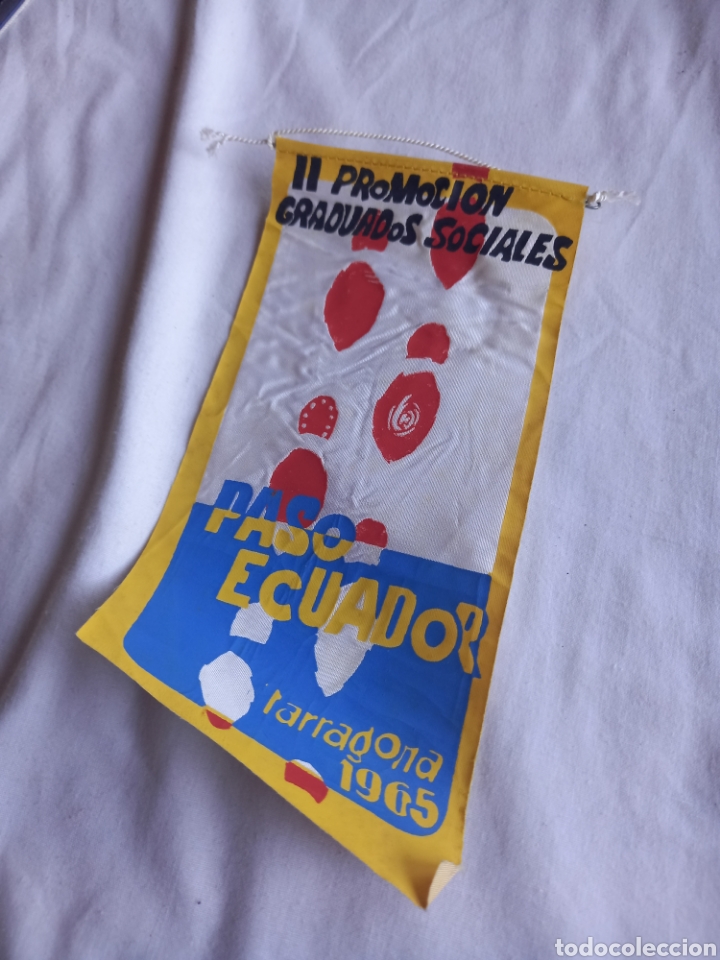 II PROMOCION
GRADUADOS SOCIALES
PASO
ECUADOR
Tarragona
1965
todocoleccion